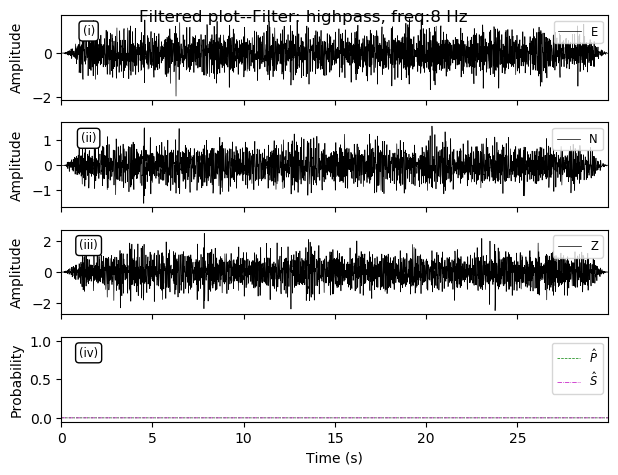 Filtered plot--Filter: highpass, freq:8 Hz
(i)
E
Amplitude
0
−2
(ii)
N
Amplitude
1
0
−1
(iii)
Z
Amplitude
2
0
−2
(iv)
P̂
Ŝ
Probability
1.0
0.5
0.0
0 5 10 15 20 25
Time (s)